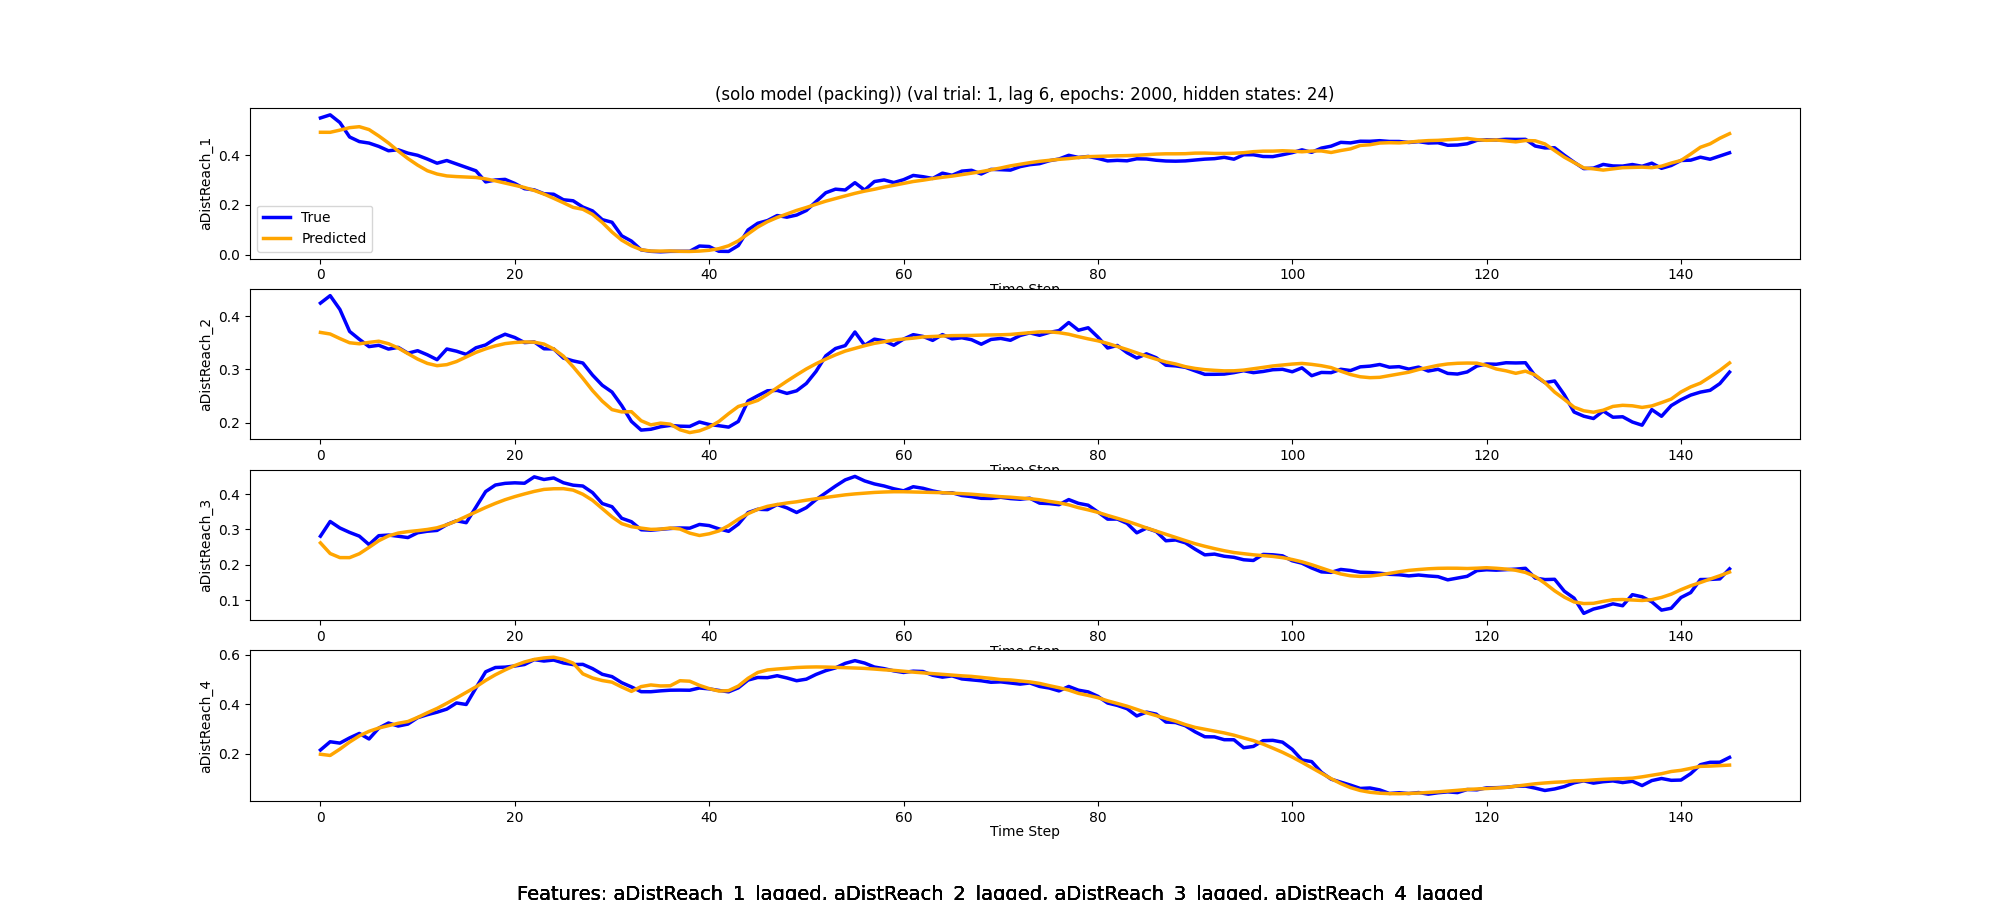 (solo model (packing)) (val trial: 1, lag 6, epochs: 2000, hidden states: 24)
aDistReach_1
0.4
0.2
0.0
True
Predicted
0 20 40 60 80 100 120 140
Time Step
aDistReach_2
0.4
0.3
0.2
0 20 40 60 80 100 120 140
Time Step
aDistReach_3
0.4
0.3
0.2
0.1
0 20 40 60 80 100 120 140
Time Step
aDistReach_4
0.6
0.4
0.2
0 20 40 60 80 100 120 140
Time Step
Features: aDistReach_1_lagged, aDistReach_2_lagged, aDistReach_3_lagged, aDistReach_4_lagged